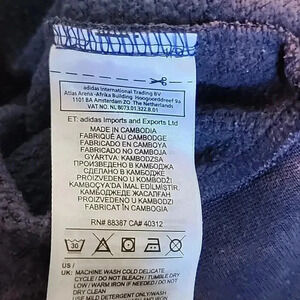 adidas International Trading BV
Atlas Arena -Afrika Building Hoogoorddreef 9a
1101 BA Amsterdam ZO The Netherlands
VAT NO. NL 8073.01.322.B.01
ET: adidas Imports and Exports Ltd
MADE IN CAMBODIA
FABRIQUÉ AU CAMBODGE
FABRICADO EN CAMBOYA
FABRICADO NO CAMBOJA
GYÁRTVA: KAMBODZSA
ПРОИЗВЕДЕНО В КАМБОДЖА
СДЕЛАНО В КАМБОДЖЕ
PROIZVEDENO U KAMBODŽI
KAMBOÇYA'DA İMAL EDİLMİŞTİR.
КАМБОДЖЕДЕ ЖАСАЛҒАН
PROIZVEDENO U KAMBODŽI
FABRICAT ÎN CAMBOGIA
RN# 88387 CA# 40312
30
US /
UK: MACHINE WASH COLD DELICATE
CYCLE / DO NOT BLEACH / TUMBLE DRY
LOW / WARM IRON IF NEEDED / DO NOT
DRY CLEAN
USE MILD DETERGENT ONLY/WASH